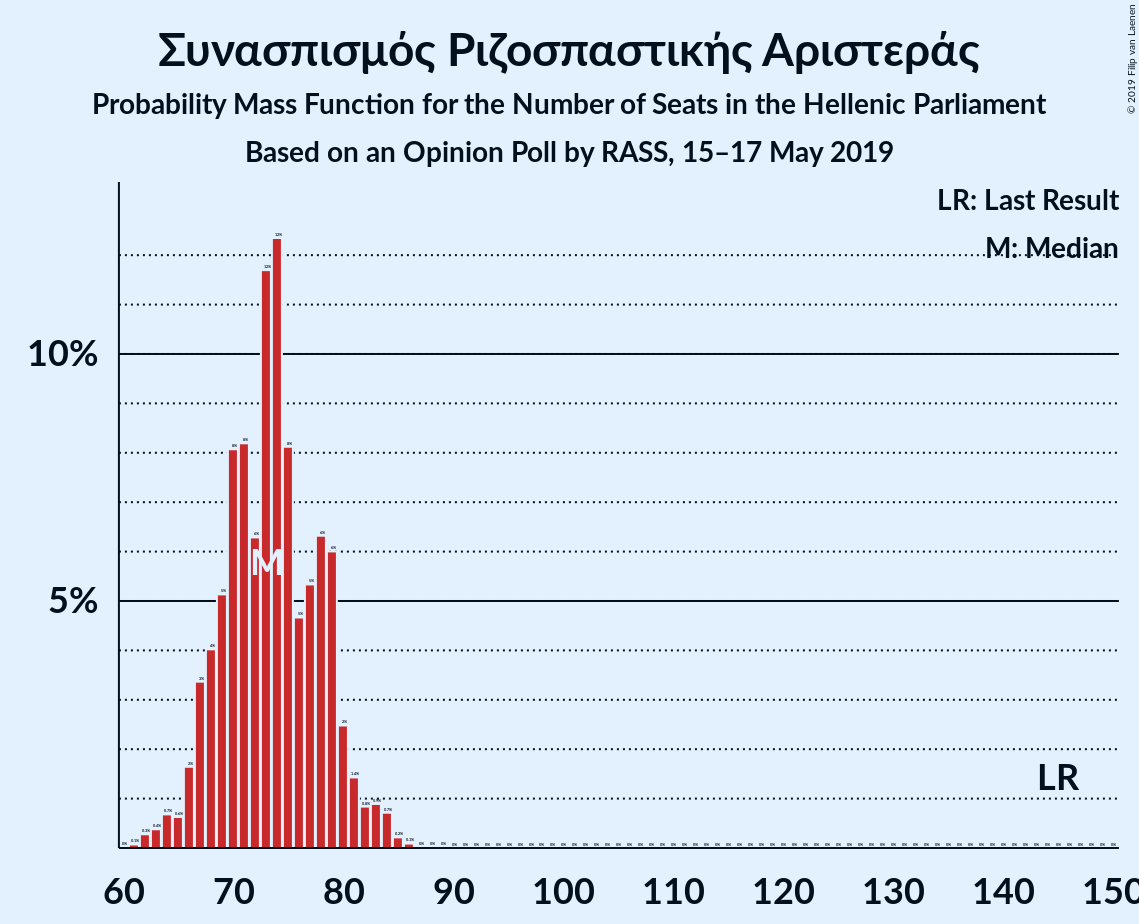 Συνασπισμός Ριζοσπαστικής Αριστεράς
Probability Mass Function for the Number of Seats in the Hellenic Parliament
Based on an Opinion Poll by RASS, 15–17 May 2019
© 2019 Filip van Laenen
LR: Last Result
M: Median
10%
5%
M
LR
60 70 80 90 100 110 120 130 140 150